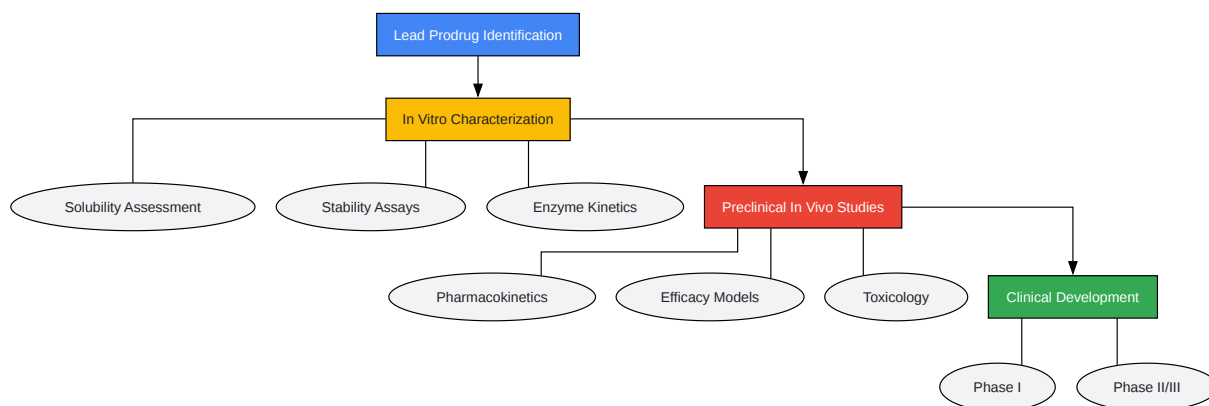 Lead Prodrug Identification
In Vitro Characterization
Solubility Assessment
Stability Assays
Enzyme Kinetics
Preclinical In Vivo Studies
Pharmacokinetics
Efficacy Models
Toxicology
Clinical Development
Phase I
Phase II/III